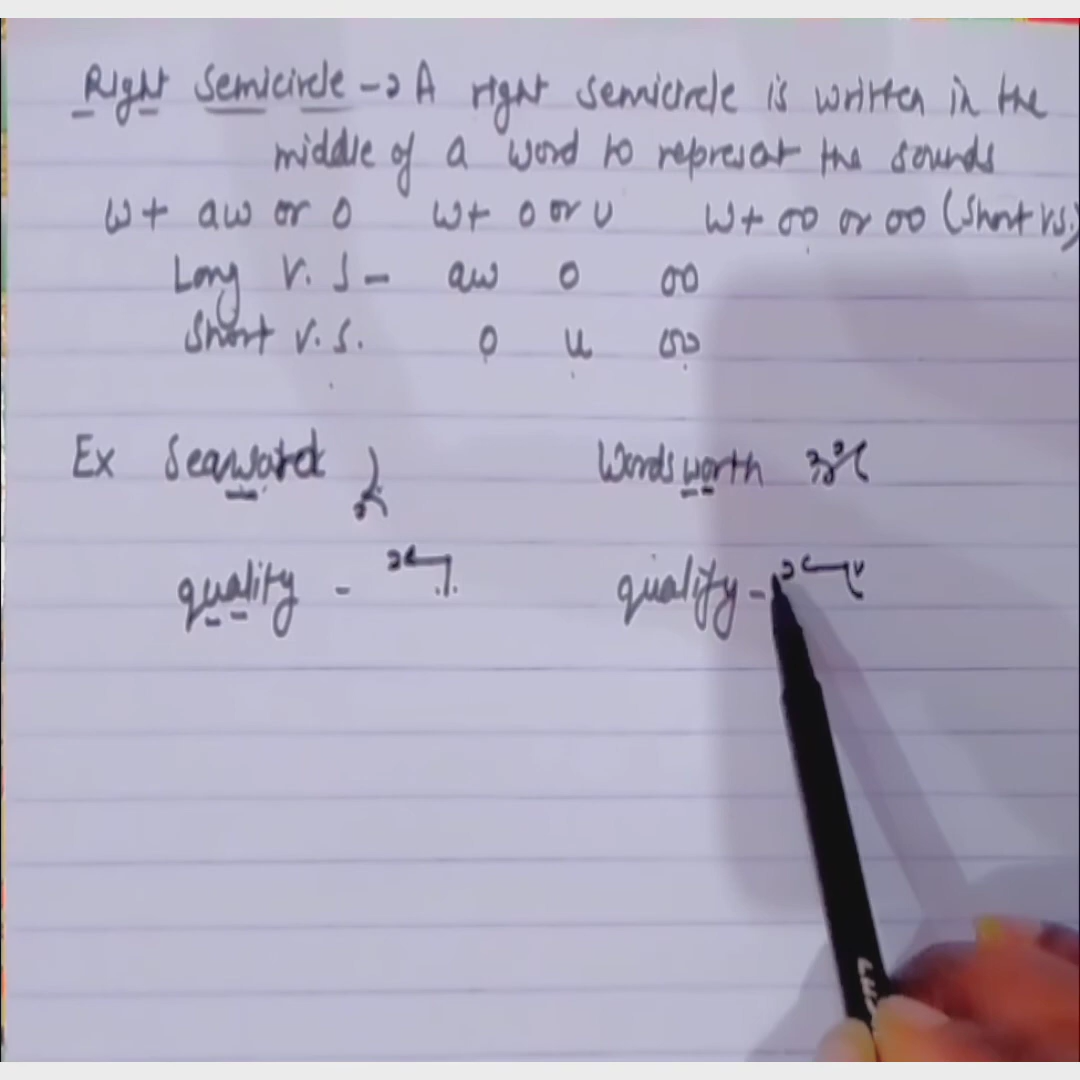 Right Semicircle → A right semicircle is written in the
middle of a word to represat the sounds
w + aw or o w + o or u w + oo or oo (Short v.s.)
Long V. S - aw o oo
Short V. S. o u oo
Ex Seaward Wordsworth
quality - qualify -